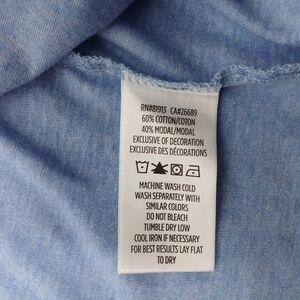 RN#81913 CA#26689
60% COTTON/COTON
40% MODAL/MODAL
EXCLUSIVE OF DECORATION
EXCLUSIVE DES DÉCORATIONS
MACHINE WASH COLD
WASH SEPARATELY WITH
SIMILAR COLORS
DO NOT BLEACH
TUMBLE DRY LOW
COOL IRON IF NECESSARY
FOR BEST RESULTS LAY FLAT
TO DRY